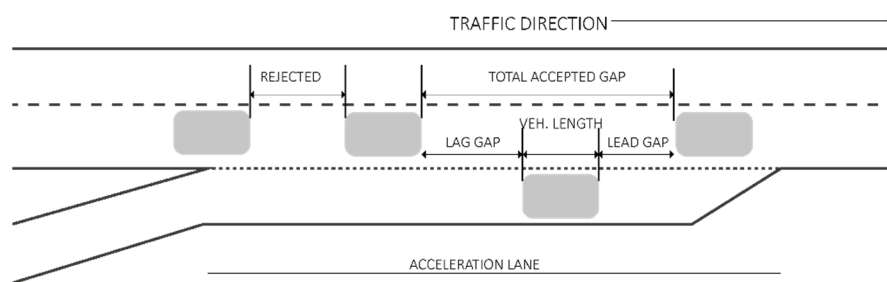 TRAFFIC DIRECTION
REJECTED
TOTAL ACCEPTED GAP
VEH. LENGTH
LAG GAP
LEAD GAP
ACCELERATION LANE